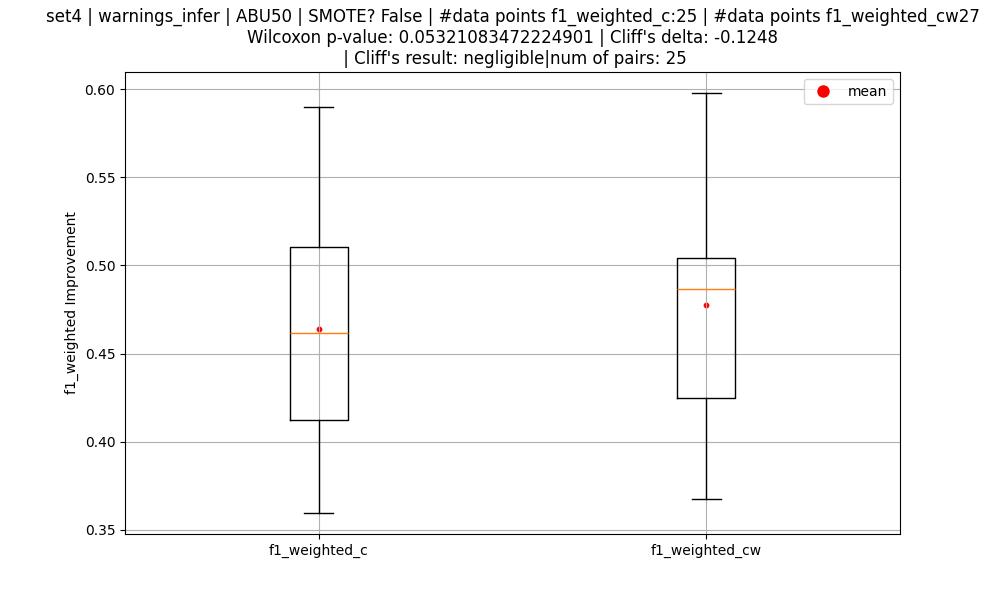 set4 | warnings_infer | ABU50 | SMOTE? False | #data points f1_weighted_c:25 | #data points f1_weighted_cw27
Wilcoxon p-value: 0.05321083472224901 | Cliff's delta: -0.1248
| Cliff's result: negligible|num of pairs: 25
mean
0.60
0.55
0.50
0.45
0.40
0.35
f1_weighted Improvement
f1_weighted_c
f1_weighted_cw